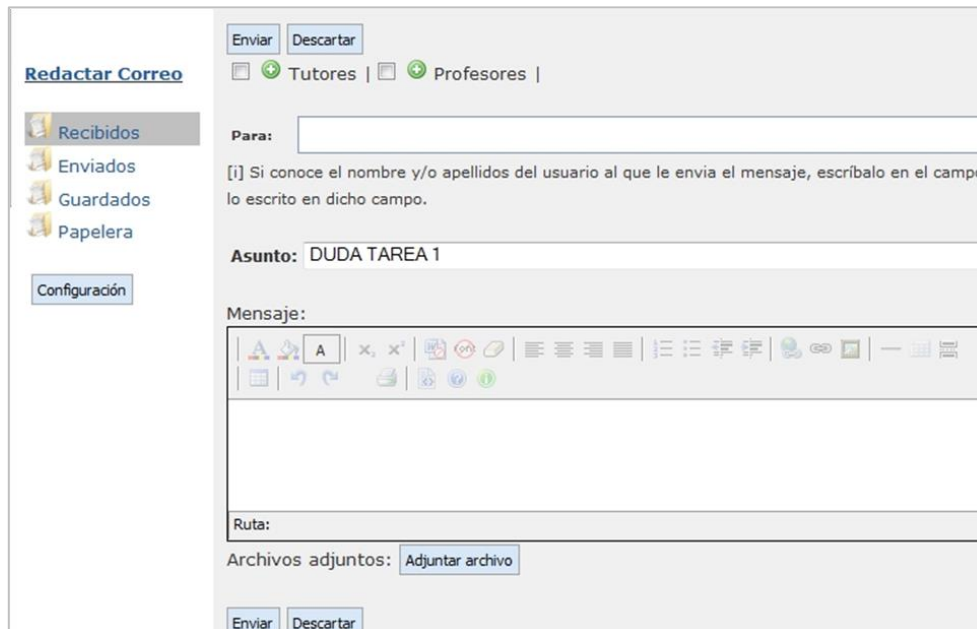 Enviar Descartar
Redactar Correo
Tutores | Profesores |
Recibidos
Enviados
Guardados
Papelera
Configuración
Para:
[i] Si conoce el nombre y/o apellidos del usuario al que le envia el mensaje, escríbalo en el campo
lo escrito en dicho campo.
Asunto: DUDA TAREA 1
Mensaje:
Ruta:
Archivos adjuntos: Adjuntar archivo
Enviar Descartar